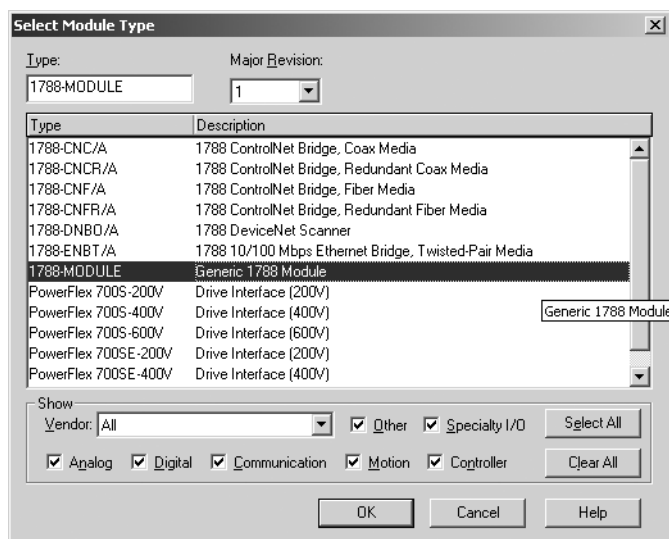 Select Module Type
Type:
Major Revision:
1788-MODULE
1
Type Description
1788-CNC/A 1788 ControlNet Bridge, Coax Media
1788-CNCR/A 1788 ControlNet Bridge, Redundant Coax Media
1788-CNF/A 1788 ControlNet Bridge, Fiber Media
1788-CNFR/A 1788 ControlNet Bridge, Redundant Fiber Media
1788-DNBO/A 1788 DeviceNet Scanner
1788-ENBT/A 1788 10/100 Mbps Ethernet Bridge, Twisted-Pair Media
1788-MODULE Generic 1788 Module
PowerFlex 700S-200V Drive Interface (200V)
PowerFlex 700S-400V Drive Interface (400V)
Generic 1788 Module
PowerFlex 700S-600V Drive Interface (600V)
PowerFlex 700SE-200V Drive Interface (200V)
PowerFlex 700SE-400V Drive Interface (400V)
Show
Vendor: All Other Specialty I/O Select All
Analog Digital Communication Motion Controller Clear All
OK Cancel Help